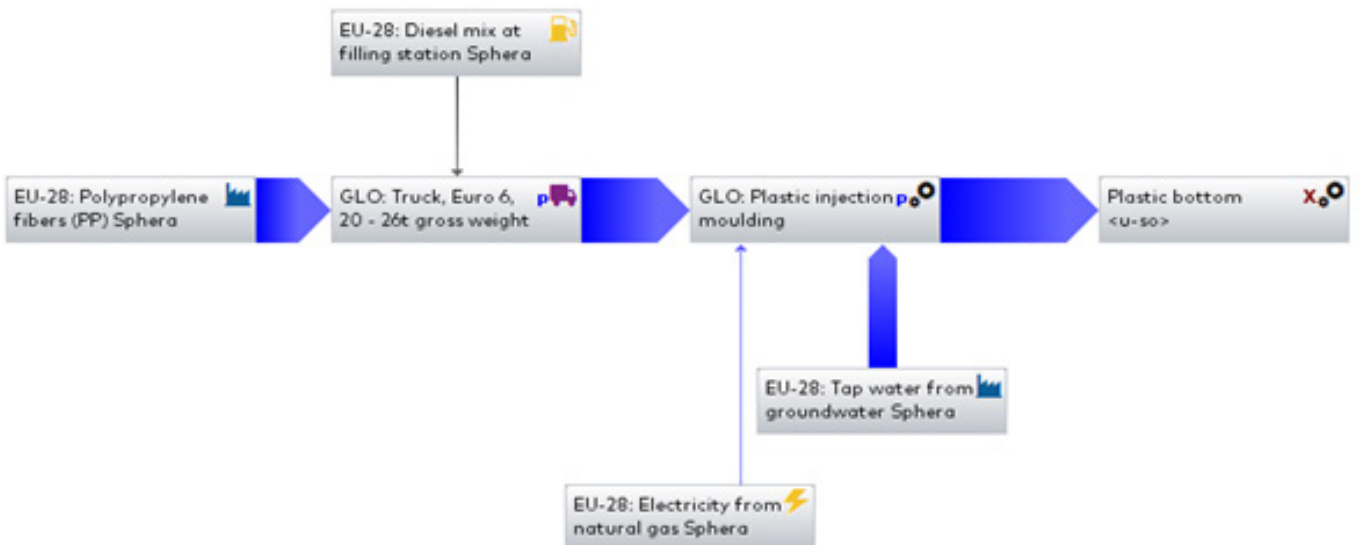 EU-28: Diesel mix at
filling station Sphera
EU-28: Polypropylene
fibers (PP) Sphera
GLO: Truck, Euro 6,
20 - 26t gross weight
p
GLO: Plastic injection
moulding
p
Plastic bottom
<u-so>
X
EU-28: Tap water from
groundwater Sphera
EU-28: Electricity from
natural gas Sphera